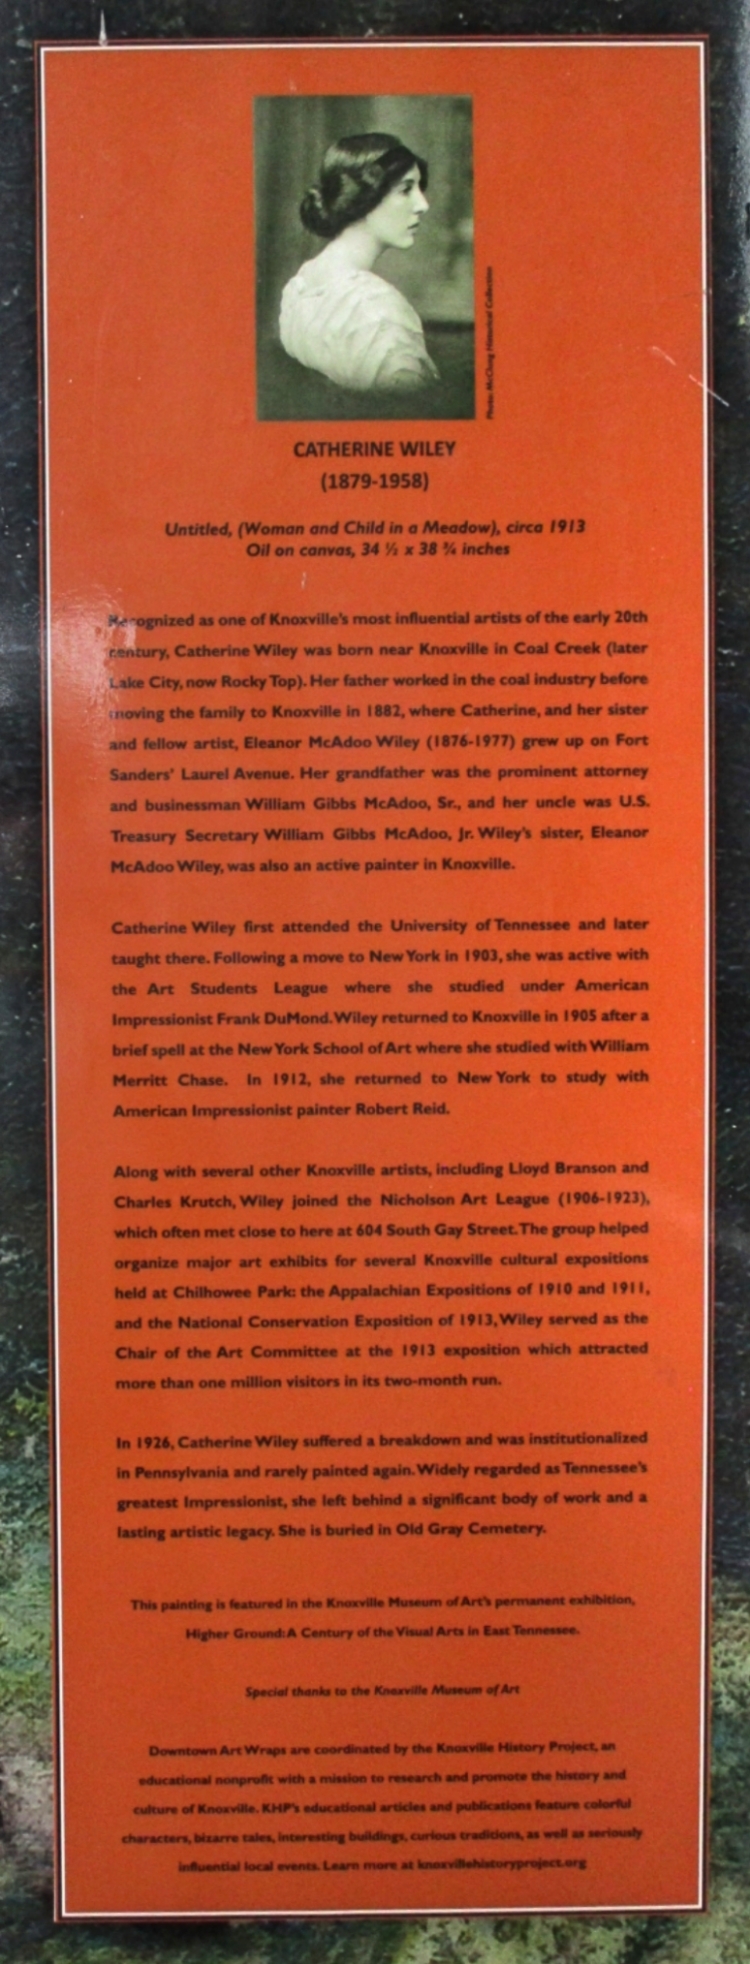 Photo: McClung Historical Collection
CATHERINE WILEY
(1879-1958)
Untitled, (Woman and Child in a Meadow), circa 1913
Oil on canvas, 34 ½ x 38 ¾ inches
Recognized as one of Knoxville's most influential artists of the early 20th
century, Catherine Wiley was born near Knoxville in Coal Creek (later
Lake City, now Rocky Top). Her father worked in the coal industry before
moving the family to Knoxville in 1882, where Catherine, and her sister
and fellow artist, Eleanor McAdoo Wiley (1876-1977) grew up on Fort
Sanders' Laurel Avenue. Her grandfather was the prominent attorney
and businessman William Gibbs McAdoo, Sr., and her uncle was U.S.
Treasury Secretary William Gibbs McAdoo, Jr. Wiley's sister, Eleanor
McAdoo Wiley, was also an active painter in Knoxville.
Catherine Wiley first attended the University of Tennessee and later
taught there. Following a move to New York in 1903, she was active with
the Art Students League where she studied under American
Impressionist Frank DuMond. Wiley returned to Knoxville in 1905 after a
brief spell at the New York School of Art where she studied with William
Merritt Chase. In 1912, she returned to New York to study with
American Impressionist painter Robert Reid.
Along with several other Knoxville artists, including Lloyd Branson and
Charles Krutch, Wiley joined the Nicholson Art League (1906-1923),
which often met close to here at 604 South Gay Street. The group helped
organize major art exhibits for several Knoxville cultural expositions
held at Chilhowee Park: the Appalachian Expositions of 1910 and 1911,
and the National Conservation Exposition of 1913, Wiley served as the
Chair of the Art Committee at the 1913 exposition which attracted
more than one million visitors in its two-month run.
In 1926, Catherine Wiley suffered a breakdown and was institutionalized
in Pennsylvania and rarely painted again. Widely regarded as Tennessee's
greatest Impressionist, she left behind a significant body of work and a
lasting artistic legacy. She is buried in Old Gray Cemetery.
This painting is featured in the Knoxville Museum of Art's permanent exhibition,
Higher Ground: A Century of the Visual Arts in East Tennessee.
Special thanks to the Knoxville Museum of Art
Downtown Art Wraps are coordinated by the Knoxville History Project, an
educational nonprofit with a mission to research and promote the history and
culture of Knoxville. KHP's educational articles and publications feature colorful
characters, bizarre tales, interesting buildings, curious traditions, as well as seriously
influential local events. Learn more at knoxvillehistoryproject.org